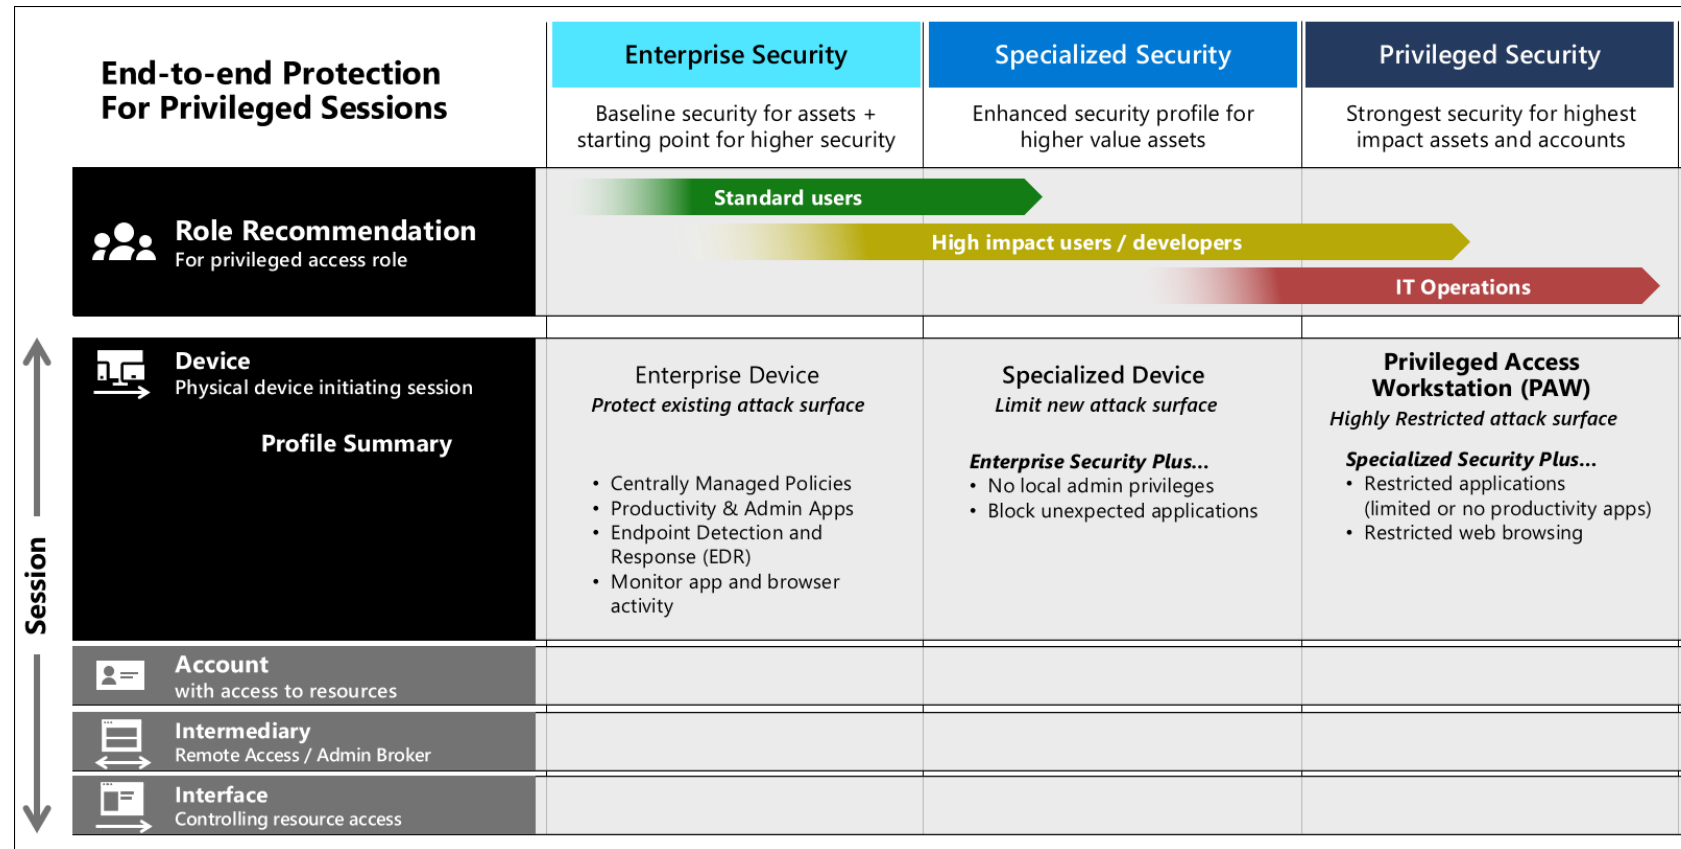 End-to-end Protection
For Privileged Sessions
Enterprise Security
Specialized Security
Privileged Security
Baseline security for assets +
starting point for higher security
Enhanced security profile for
higher value assets
Strongest security for highest
impact assets and accounts
Role Recommendation
For privileged access role
Standard users
High impact users / developers
IT Operations
Session
Device
Physical device initiating session
Profile Summary
Enterprise Device
Protect existing attack surface
• Centrally Managed Policies
• Productivity & Admin Apps
• Endpoint Detection and
Response (EDR)
• Monitor app and browser
activity
Specialized Device
Limit new attack surface
Enterprise Security Plus...
• No local admin privileges
• Block unexpected applications
Privileged Access
Workstation (PAW)
Highly Restricted attack surface
Specialized Security Plus...
• Restricted applications
(limited or no productivity apps)
• Restricted web browsing
Account
with access to resources
Intermediary
Remote Access / Admin Broker
Interface
Controlling resource access